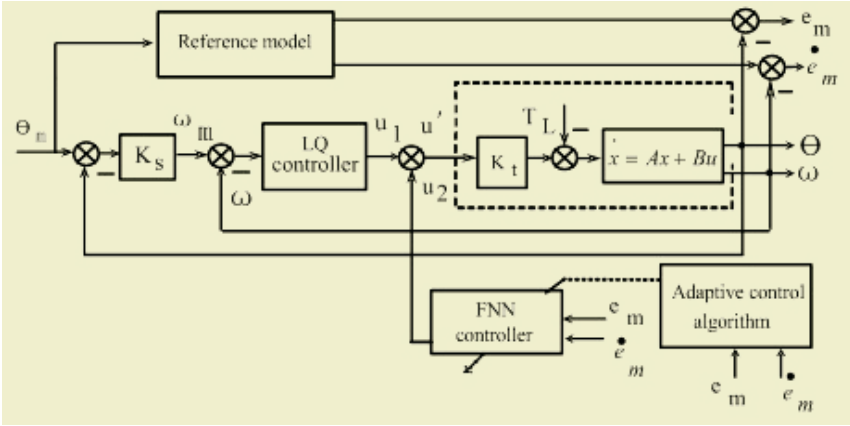 e m
Reference model
ė m
Θ m
ω m
K s
LQ
controller
u 1
u'
T L
K t
ẋ = Ax + Bu
Θ
ω
ω
u 2
FNN
controller
e m
ė m
Adaptive control
algorithm
e m
ė m